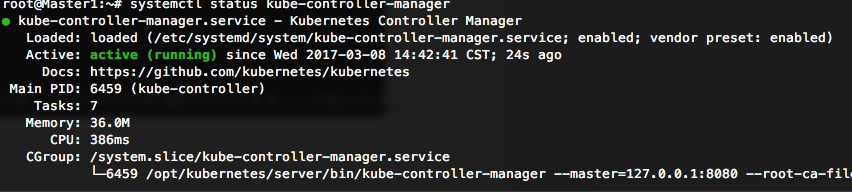 root@Master1:~# systemctl status kube-controller-manager
● kube-controller-manager.service - Kubernetes Controller Manager
Loaded: loaded (/etc/systemd/system/kube-controller-manager.service; enabled; vendor preset: enabled)
Active: active (running) since Wed 2017-03-08 14:42:41 CST; 24s ago
Docs: https://github.com/kubernetes/kubernetes
Main PID: 6459 (kube-controller)
Tasks: 7
Memory: 36.0M
CPU: 386ms
CGroup: /system.slice/kube-controller-manager.service
└─6459 /opt/kubernetes/server/bin/kube-controller-manager --master=127.0.0.1:8080 --root-ca-file